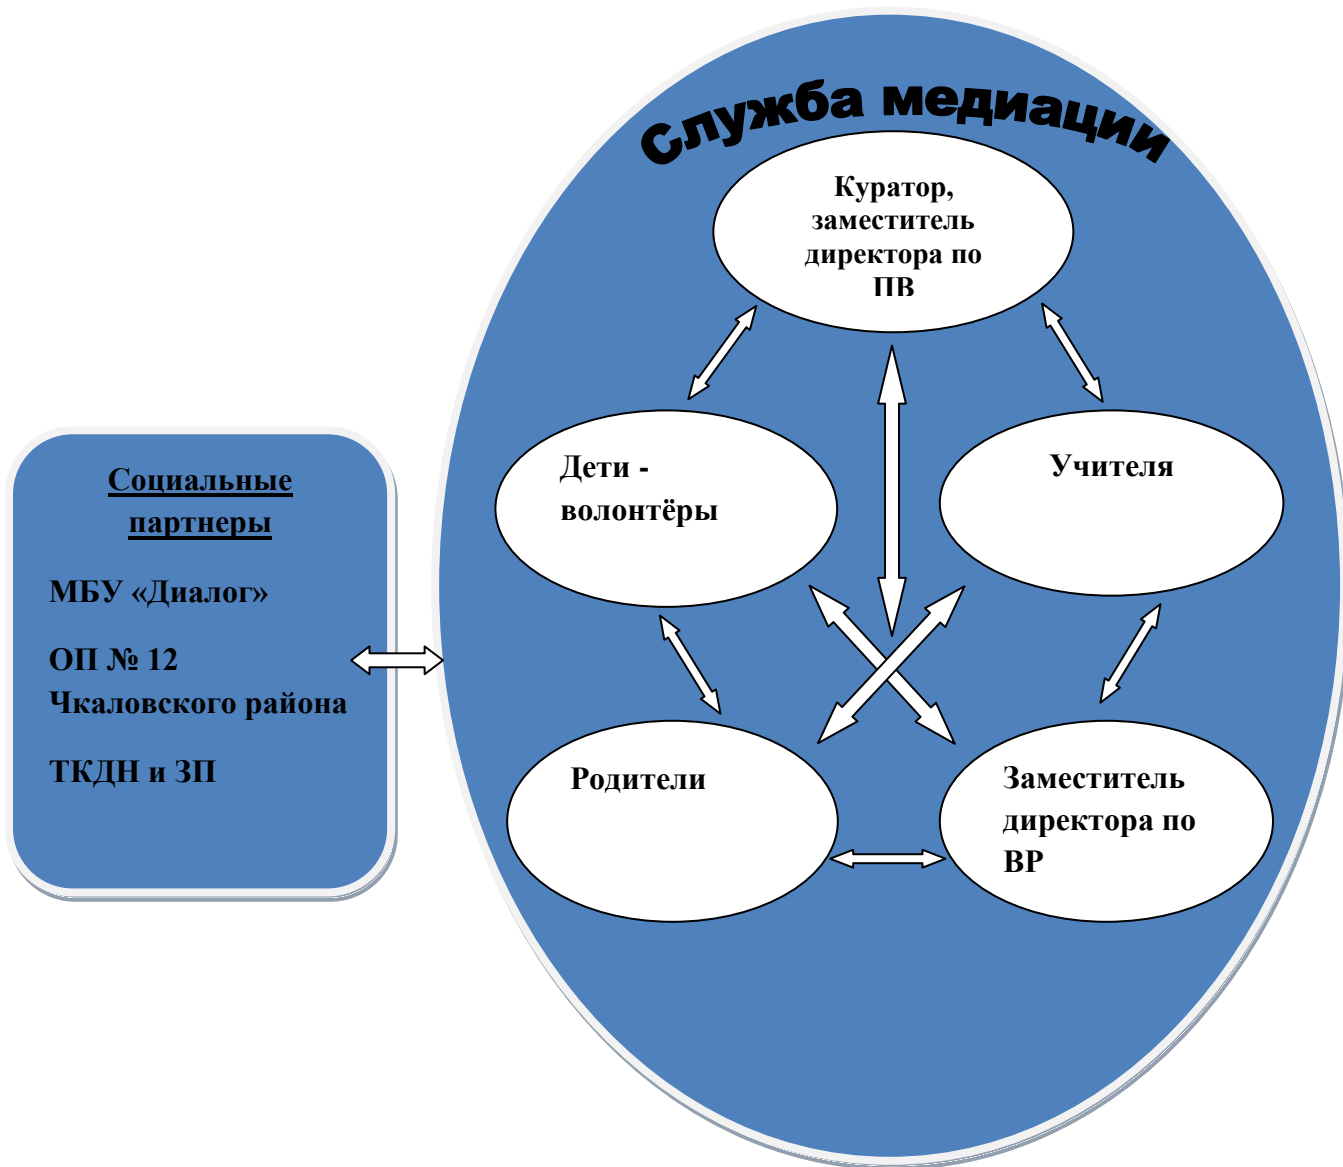 Служба медиации
Куратор,
заместитель
директора по
ПВ
Дети -
волонтёры
Учителя
Социальные
партнеры
МБУ «Диалог»
ОП № 12
Чкаловского района
ТКДН и ЗП
Родители
Заместитель
директора по
ВР